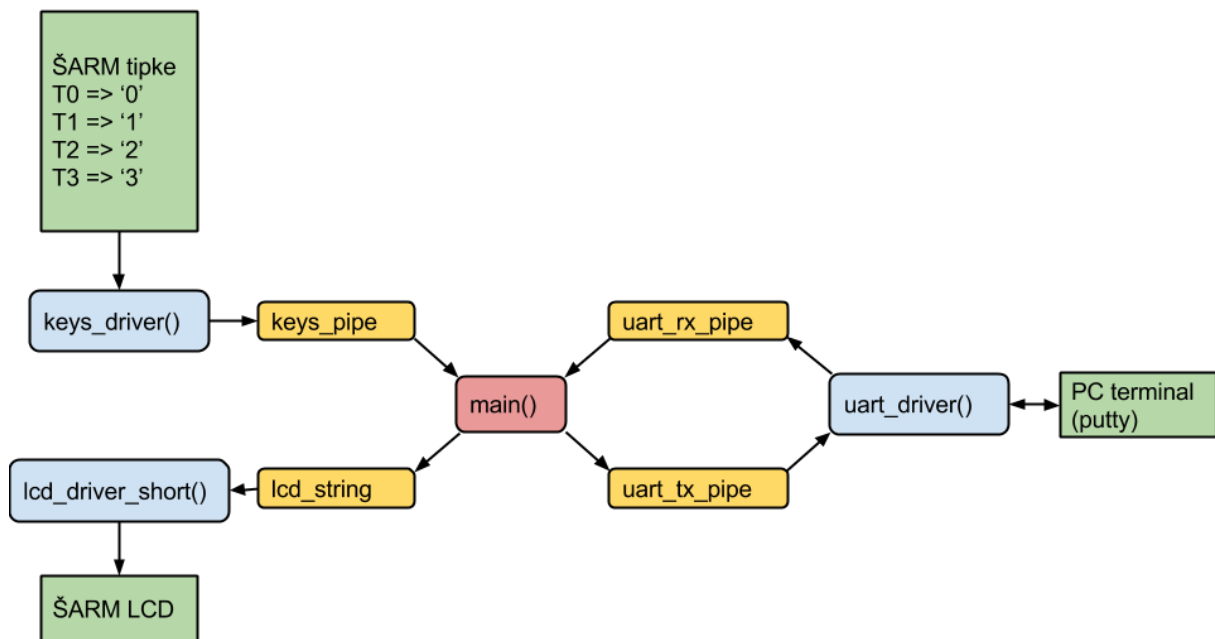 ŠARM tipke
T0 => ‘0’
T1 => ‘1’
T2 => ‘2’
T3 => ‘3’
keys_driver()
keys_pipe
uart_rx_pipe
main()
uart_driver()
PC terminal
(putty)
lcd_driver_short()
lcd_string
uart_tx_pipe
ŠARM LCD